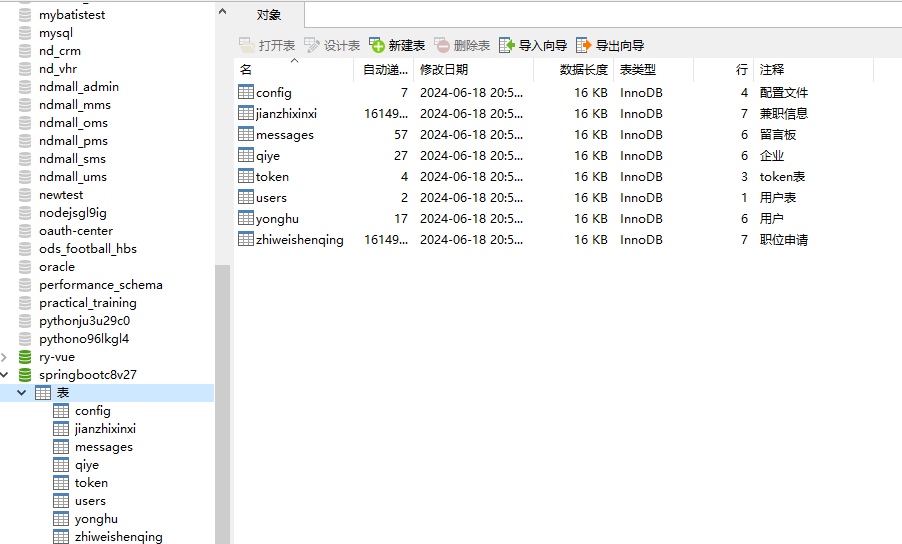 mybatistest
mysql
nd_crm
nd_vhr
ndmall_admin
ndmall_mms
ndmall_oms
ndmall_pms
ndmall_sms
ndmall_ums
newtest
nodejsgl9ig
oauth-center
ods_football_hbs
oracle
performance_schema
practical_training
pythonju3u29c0
pythono96lkgl4
ry-vue
springbootc8v27
表
config
jianzhixinxi
messages
qiye
token
users
yonghu
zhiweishenqing
对象
打开表 设计表 新建表 删除表 导入向导 导出向导
名 自动递... 修改日期 数据长度 表类型 行 注释
config 7 2024-06-18 20:5... 16 KB InnoDB 4 配置文件
jianzhixinxi 16149... 2024-06-18 20:5... 16 KB InnoDB 7 兼职信息
messages 57 2024-06-18 20:5... 16 KB InnoDB 6 留言板
qiye 27 2024-06-18 20:5... 16 KB InnoDB 6 企业
token 4 2024-06-18 20:5... 16 KB InnoDB 3 token表
users 2 2024-06-18 20:5... 16 KB InnoDB 1 用户表
yonghu 17 2024-06-18 20:5... 16 KB InnoDB 6 用户
zhiweishenqing 16149... 2024-06-18 20:5... 16 KB InnoDB 7 职位申请